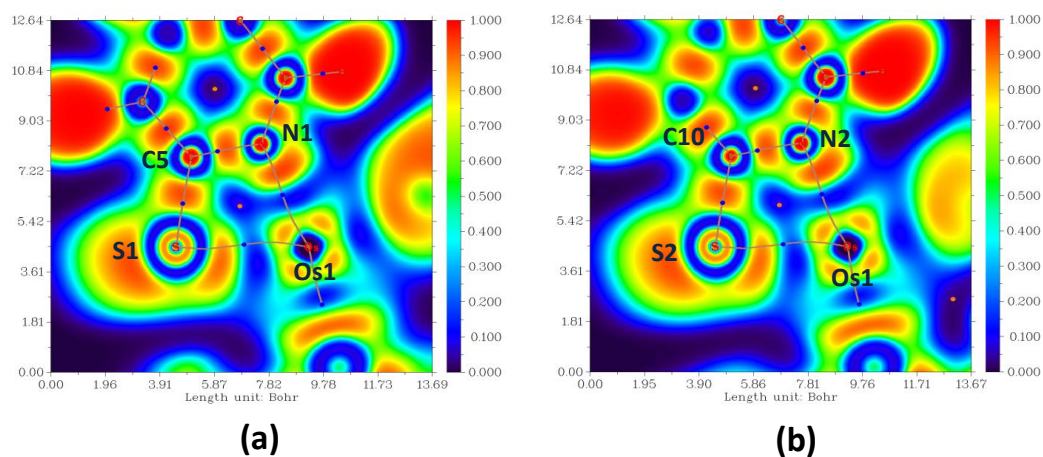 12.64
10.84
9.03
7.22
5.42
3.61
1.81
0.00
0.00 1.96 3.91 5.87 7.82 9.78 11.73 13.69
Length unit: Bohr
1.000
0.900
0.800
0.700
0.600
0.500
0.400
0.300
0.200
0.100
0.000
C5
N1
S1
S
Os1
(a)
12.64
10.84
9.03
7.22
5.42
3.61
1.81
0.00
0.00 1.95 3.90 5.86 7.81 9.76 11.71 13.67
Length unit: Bohr
1.000
0.900
0.800
0.700
0.600
0.500
0.400
0.300
0.200
0.100
0.000
C10
N2
S2
S
Os1
(b)